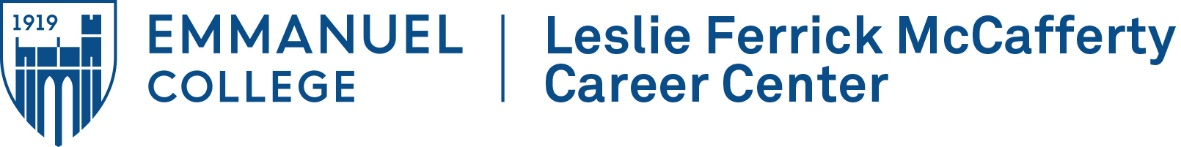 1919
EMMANUEL
COLLEGE
Leslie Ferrick McCafferty
Career Center